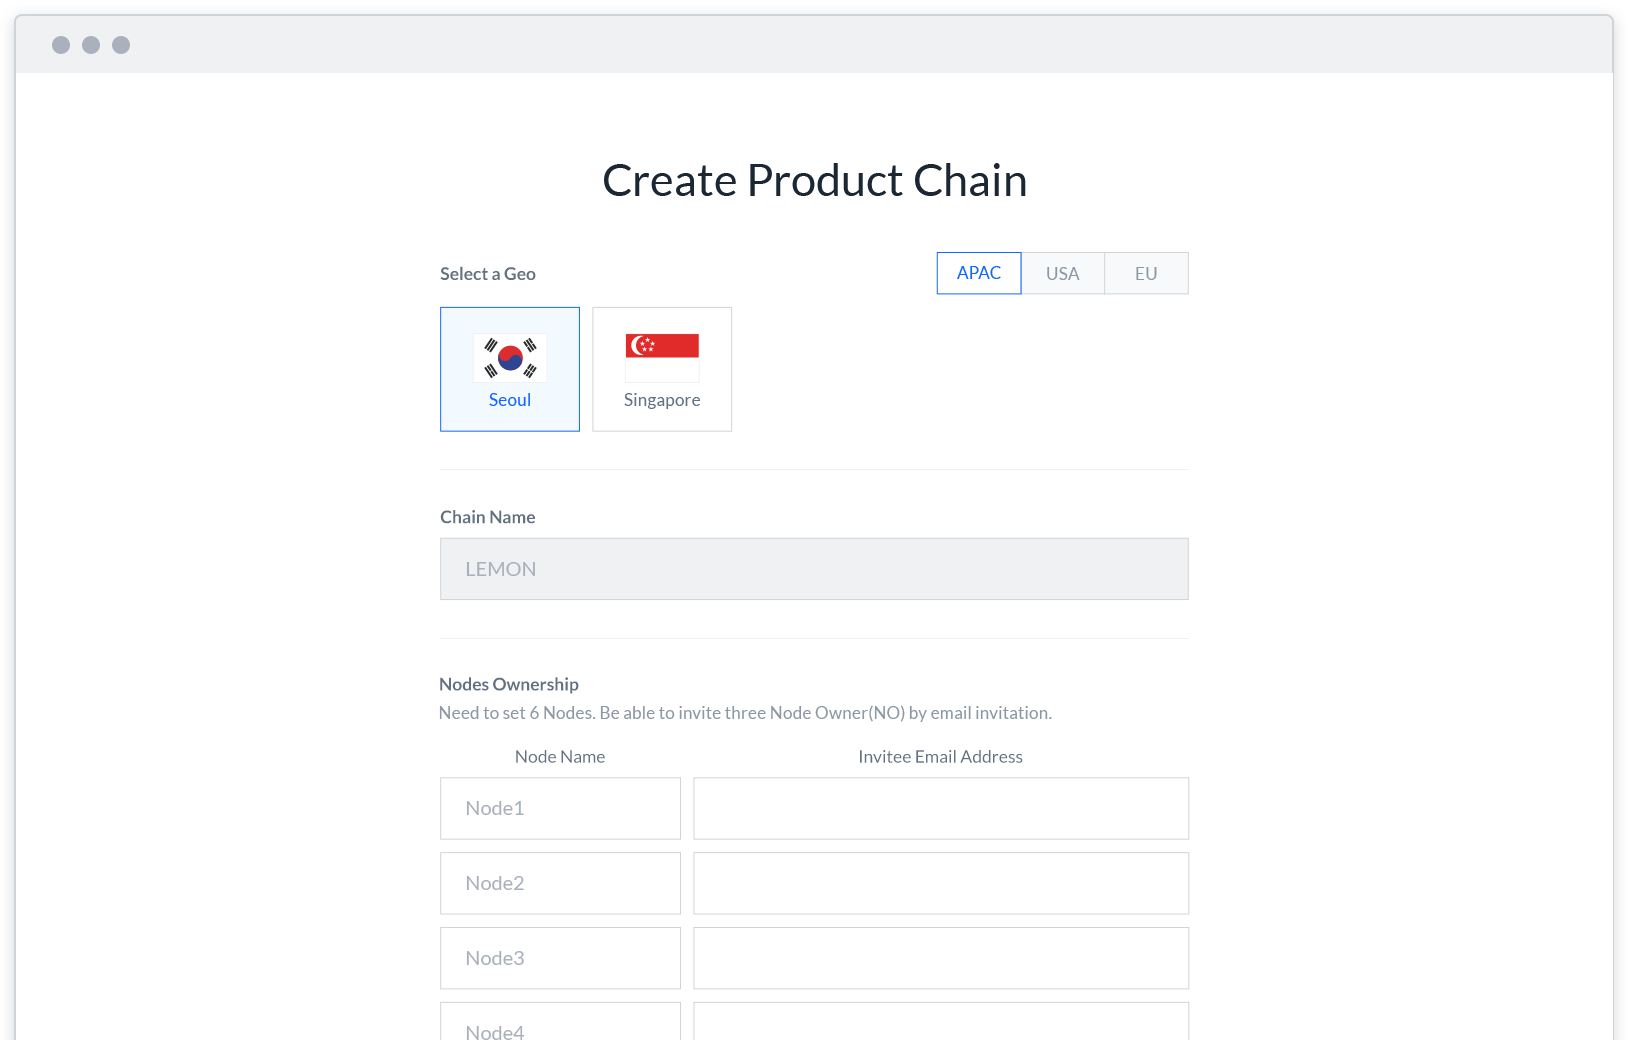 Create Product Chain
Select a Geo
APAC USA EU
Seoul Singapore
Chain Name
LEMON
Nodes Ownership
Need to set 6 Nodes. Be able to invite three Node Owner(NO) by email invitation.
Node Name Invitee Email Address
Node1
Node2
Node3
Node4